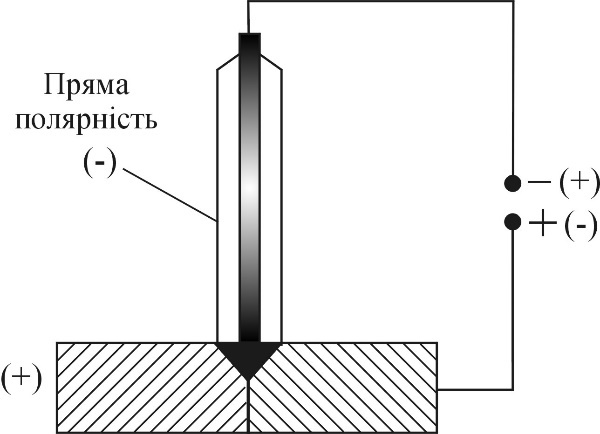 Пряма
полярність
(-)
− (+)
+ (-)
(+)